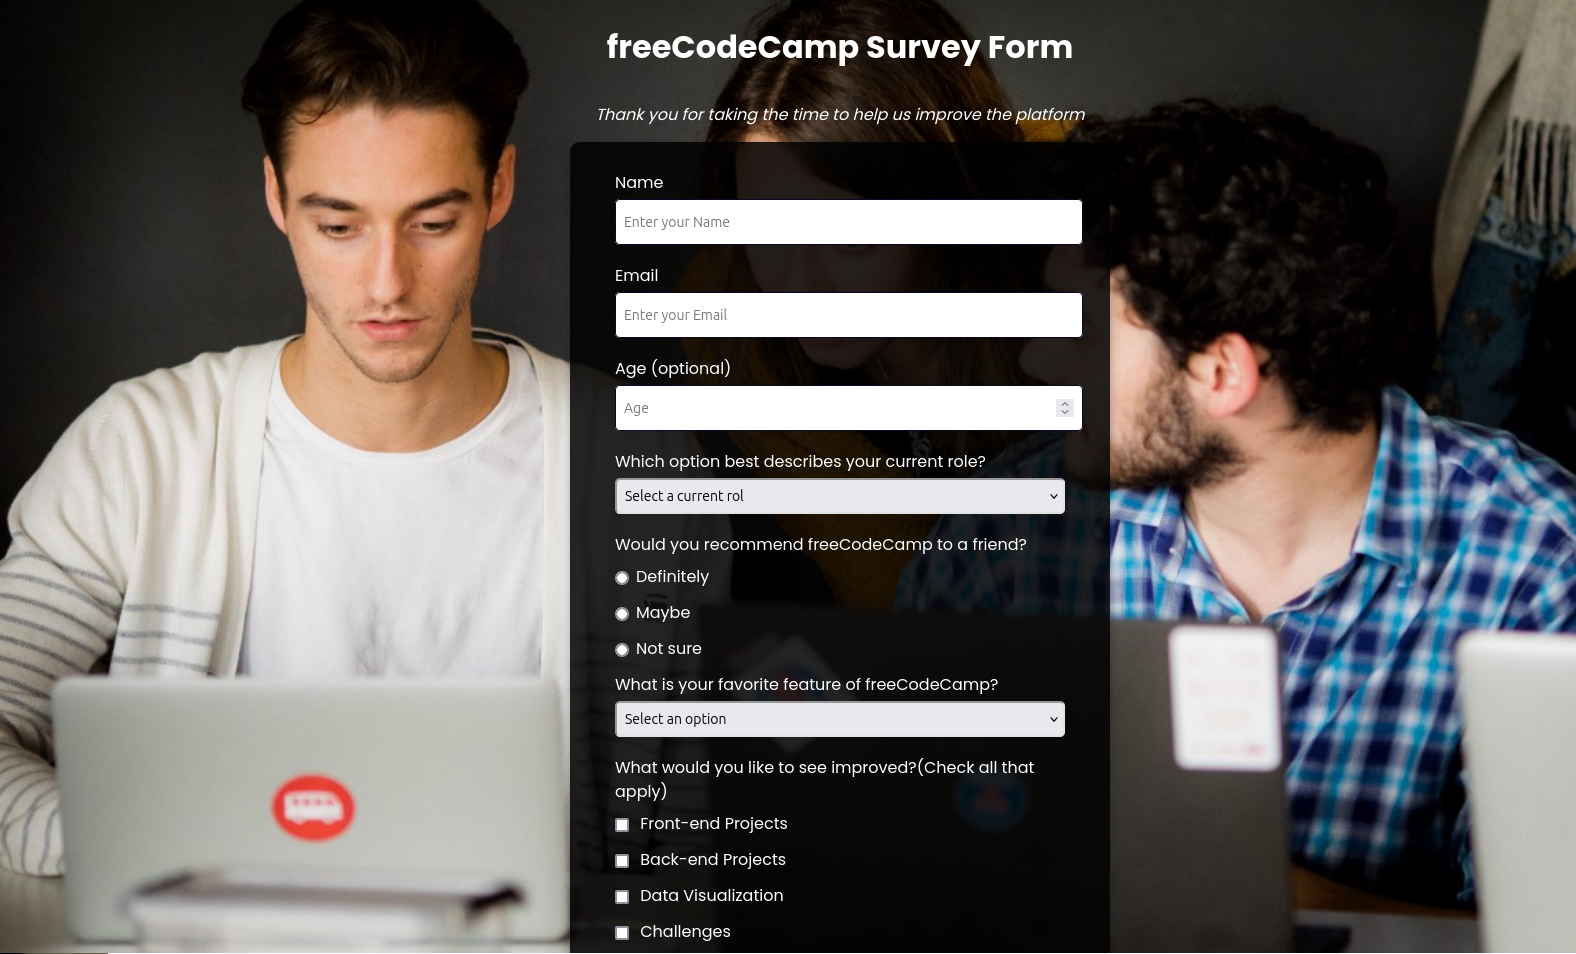 freeCodeCamp Survey Form
Thank you for taking the time to help us improve the platform
Name
Enter your Name
Email
Enter your Email
Age (optional)
Age
Which option best describes your current role?
Select a current rol
Would you recommend freeCodeCamp to a friend?
Definitely
Maybe
Not sure
What is your favorite feature of freeCodeCamp?
Select an option
What would you like to see improved?(Check all that
apply)
Front-end Projects
Back-end Projects
Data Visualization
Challenges